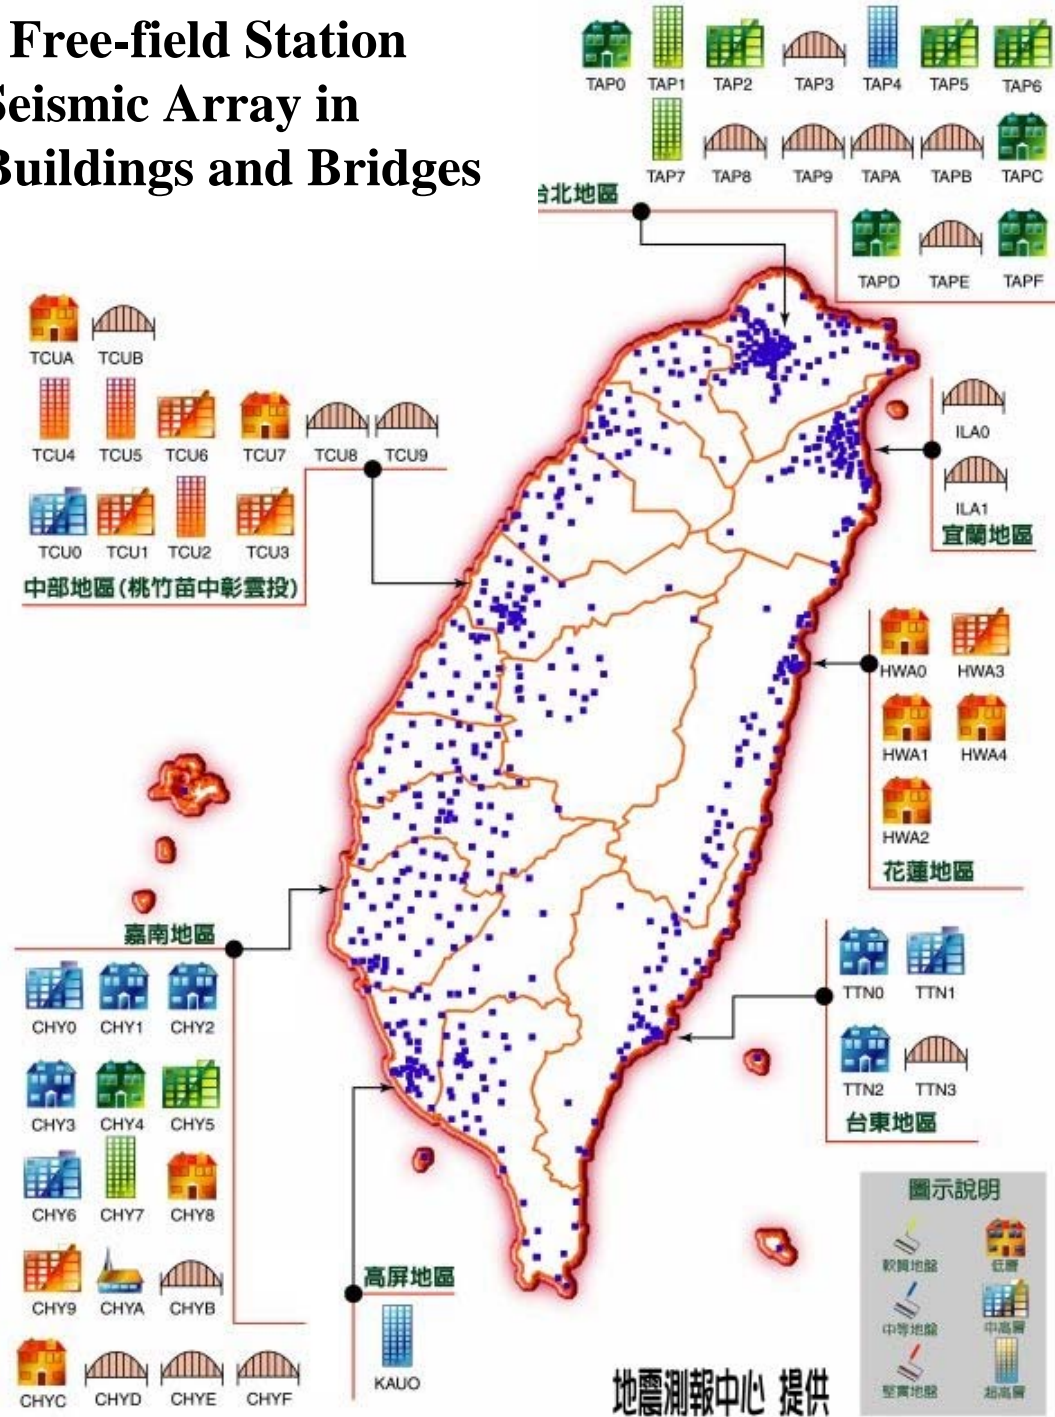 Free-field Station
Seismic Array in
Buildings and Bridges
TAP0 TAP1 TAP2 TAP3 TAP4 TAP5 TAP6
TAP7 TAP8 TAP9 TAPA TAPB TAPC
台北地區
TAPD TAPE TAPF
TCUA TCUB
TCU4 TCU5 TCU6 TCU7 TCU8 TCU9
TCU0 TCU1 TCU2 TCU3
中部地區(桃竹苗中彰雲投)
ILA0
ILA1
宜蘭地區
HWA0 HWA3
HWA1 HWA4
HWA2
花蓮地區
嘉南地區
CHY0 CHY1 CHY2
CHY3 CHY4 CHY5
CHY6 CHY7 CHY8
CHY9 CHYA CHYB
CHYC CHYD CHYE CHYF
TTN0 TTN1
TTN2 TTN3
台東地區
高屏地區
KAUO
圖示說明
軟質地盤 低層
中等地盤 中高層
堅實地盤 超高層
地震測報中心 提供